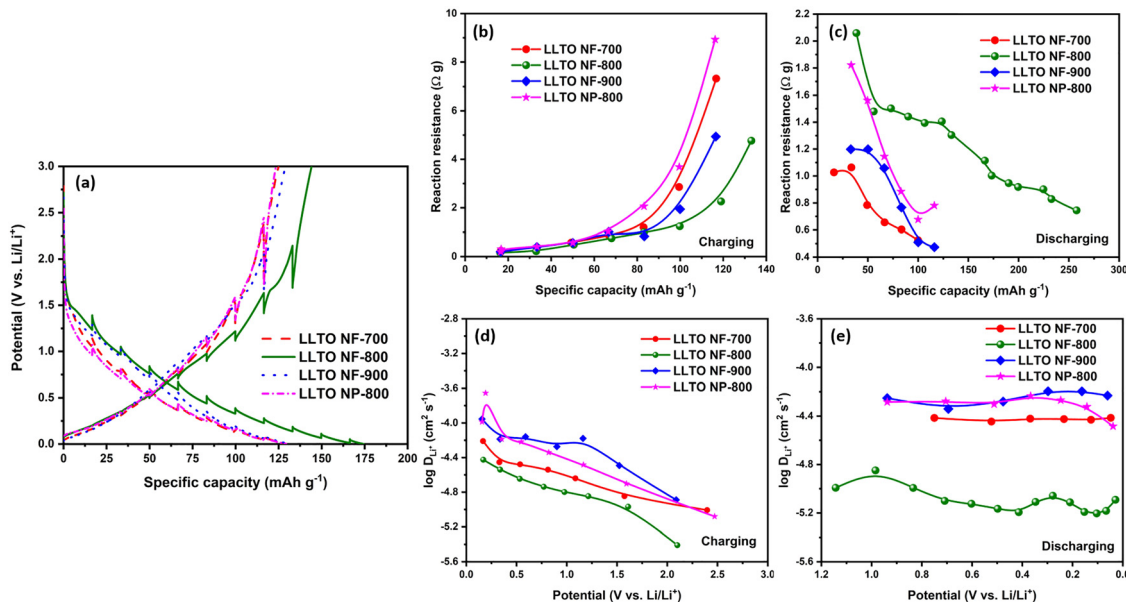 (a)
3.0
2.5
2.0
1.5
1.0
0.5
0.0
Potential (V vs. Li/Li⁺)
LLTO NF-700
LLTO NF-800
LLTO NF-900
LLTO NP-800
0 25 50 75 100 125 150 175 200
Specific capacity (mAh g⁻¹)
(b)
10
8
6
4
2
0
Reaction resistance (Ω g)
LLTO NF-700
LLTO NF-800
LLTO NF-900
LLTO NP-800
Charging
0 20 40 60 80 100 120 140
Specific capacity (mAh g⁻¹)
(c)
2.2
2.0
1.8
1.6
1.4
1.2
1.0
0.8
0.6
0.4
Reaction resistance (Ω g)
LLTO NF-700
LLTO NF-800
LLTO NF-900
LLTO NP-800
Discharging
0 50 100 150 200 250 300
Specific capacity (mAh g⁻¹)
(d)
-2.8
-3.2
-3.6
-4.0
-4.4
-4.8
-5.2
-5.6
log D Li⁺ (cm² s⁻¹)
LLTO NF-700
LLTO NF-800
LLTO NF-900
LLTO NP-800
Charging
0.0 0.5 1.0 1.5 2.0 2.5 3.0
Potential (V vs. Li/Li⁺)
(e)
-3.6
-4.0
-4.4
-4.8
-5.2
-5.6
log D Li⁺ (cm² s⁻¹)
LLTO NF-700
LLTO NF-800
LLTO NF-900
LLTO NP-800
Discharging
1.2 1.0 0.8 0.6 0.4 0.2 0.0
Potential (V vs. Li/Li⁺)